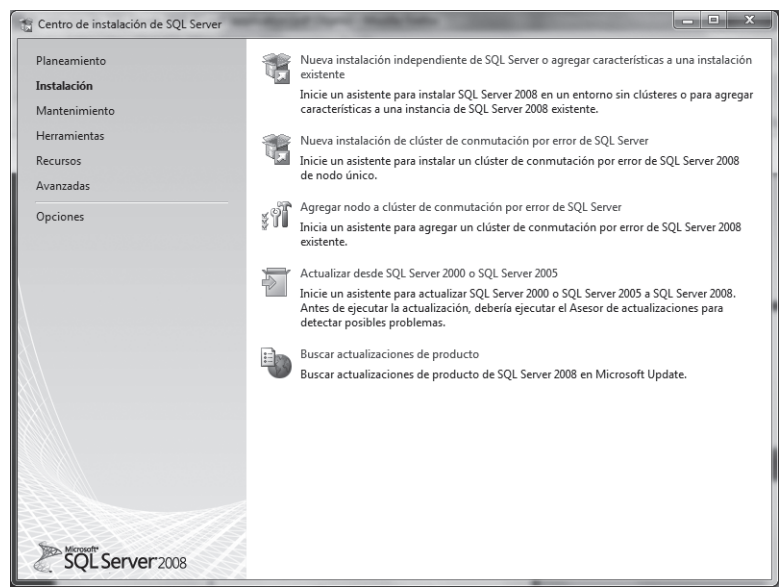 Centro de instalación de SQL Server
Planeamiento
Instalación
Mantenimiento
Herramientas
Recursos
Avanzadas
Opciones
Nueva instalación independiente de SQL Server o agregar características a una instalación
existente
Inicie un asistente para instalar SQL Server 2008 en un entorno sin clústeres o para agregar
características a una instancia de SQL Server 2008 existente.
Nueva instalación de clúster de conmutación por error de SQL Server
Inicie un asistente para instalar un clúster de conmutación por error de SQL Server 2008
de nodo único.
Agregar nodo a clúster de conmutación por error de SQL Server
Inicia un asistente para agregar un clúster de conmutación por error de SQL Server 2008
existente.
Actualizar desde SQL Server 2000 o SQL Server 2005
Inicie un asistente para actualizar SQL Server 2000 o SQL Server 2005 a SQL Server 2008.
Antes de ejecutar la actualización, debería ejecutar el Asesor de actualizaciones para
detectar posibles problemas.
Buscar actualizaciones de producto
Buscar actualizaciones de producto de SQL Server 2008 en Microsoft Update.
Microsoft®
SQL Server 2008